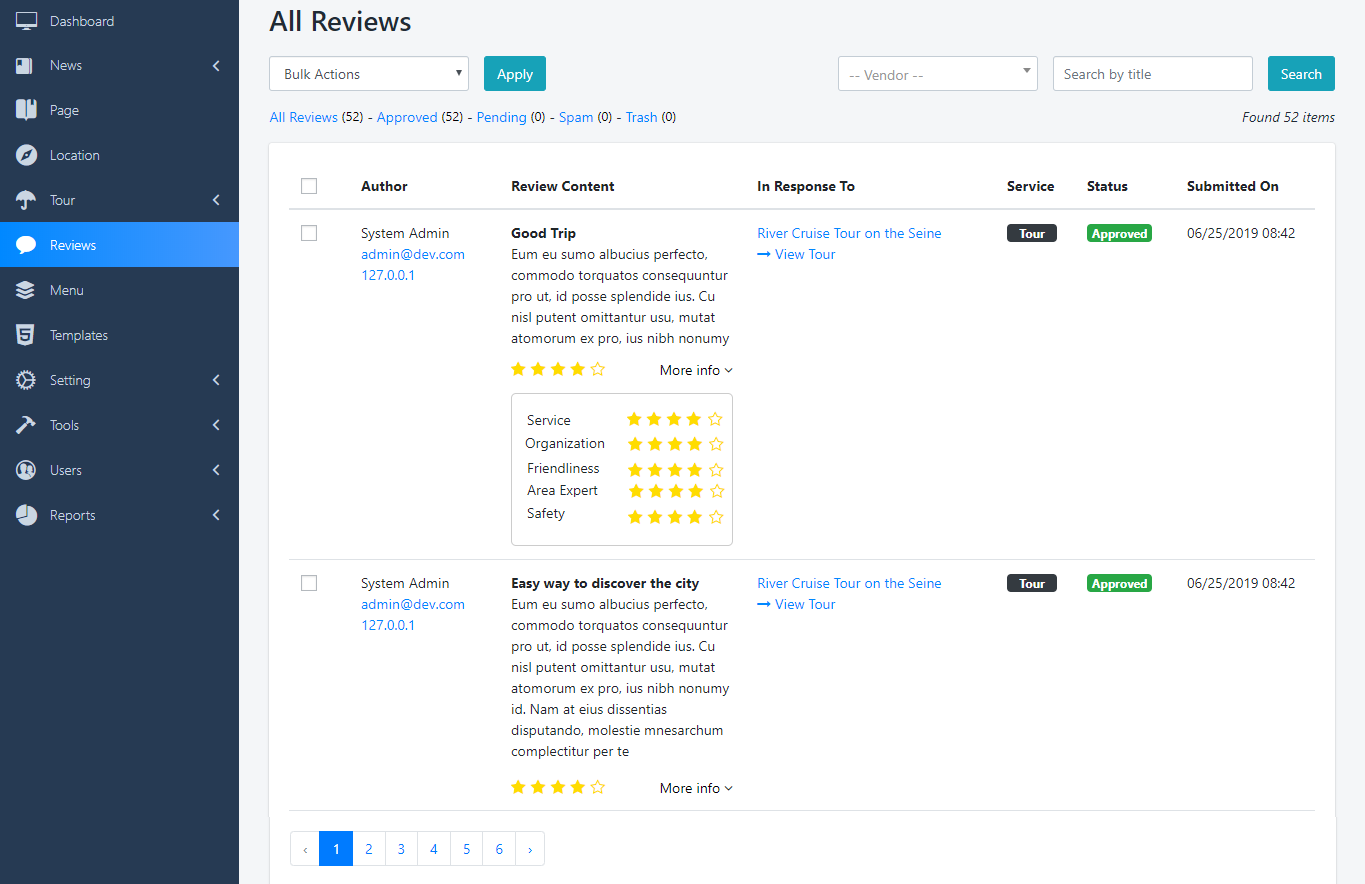 Dashboard
News
Page
Location
Tour
Reviews
Menu
Templates
Setting
Tools
Users
Reports
All Reviews
Bulk Actions
Apply
-- Vendor --
Search by title
Search
All Reviews (52) - Approved (52) - Pending (0) - Spam (0) - Trash (0)
Found 52 items
Author Review Content In Response To Service Status Submitted On
System Admin
admin@dev.com
127.0.0.1
Good Trip
Eum eu sumo albucius perfecto,
commodo torquatos consequuntur
pro ut, id posse splendide ius. Cu
nisl putent omittantur usu, mutat
atomorum ex pro, ius nibh nonumy
More info
Service
Organization
Friendliness
Area Expert
Safety
River Cruise Tour on the Seine
View Tour
Tour
Approved
06/25/2019 08:42
System Admin
admin@dev.com
127.0.0.1
Easy way to discover the city
Eum eu sumo albucius perfecto,
commodo torquatos consequuntur
pro ut, id posse splendide ius. Cu
nisl putent omittantur usu, mutat
atomorum ex pro, ius nibh nonumy
id. Nam at eius dissentias
disputando, molestie mnesarchum
complectitur per te
More info
River Cruise Tour on the Seine
View Tour
Tour
Approved
06/25/2019 08:42
‹ 1 2 3 4 5 6 ›